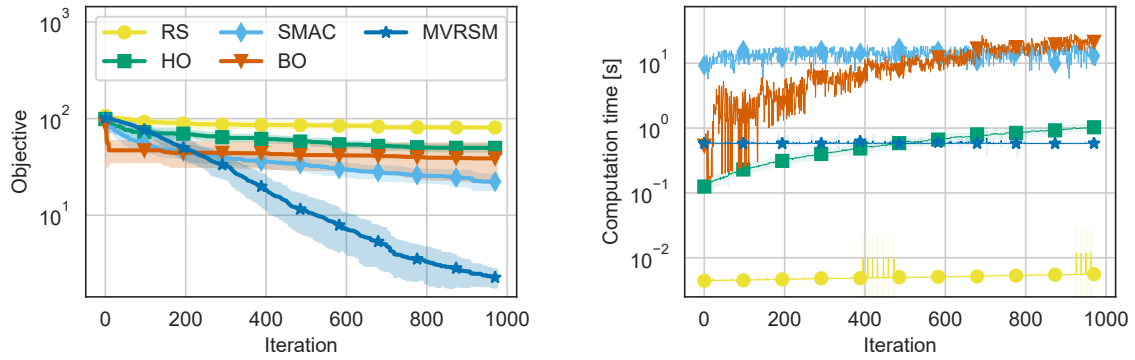 10³
RS SMAC MVRSM
HO BO
10²
10¹
Objective
0 200 400 600 800 1000
Iteration
10¹
10⁰
10⁻¹
10⁻²
Computation time [s]
0 200 400 600 800 1000
Iteration